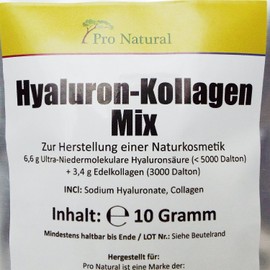 Pro Natural
Hyaluron-Kollagen
Mix
Zur Herstellung einer Naturkosmetik
6,6 g Ultra-Niedermolekulare Hyaluronsäure (< 5000 Dalton)
+ 3,4 g Edelkollagen (3000 Dalton)
INCI: Sodium Hyaluronate, Collagen
Inhalt: ℮ 10 Gramm
Mindestens haltbar bis Ende / LOT Nr.: Siehe Beutelrand
Hergestellt für:
Pro Natural ist eine Marke der: